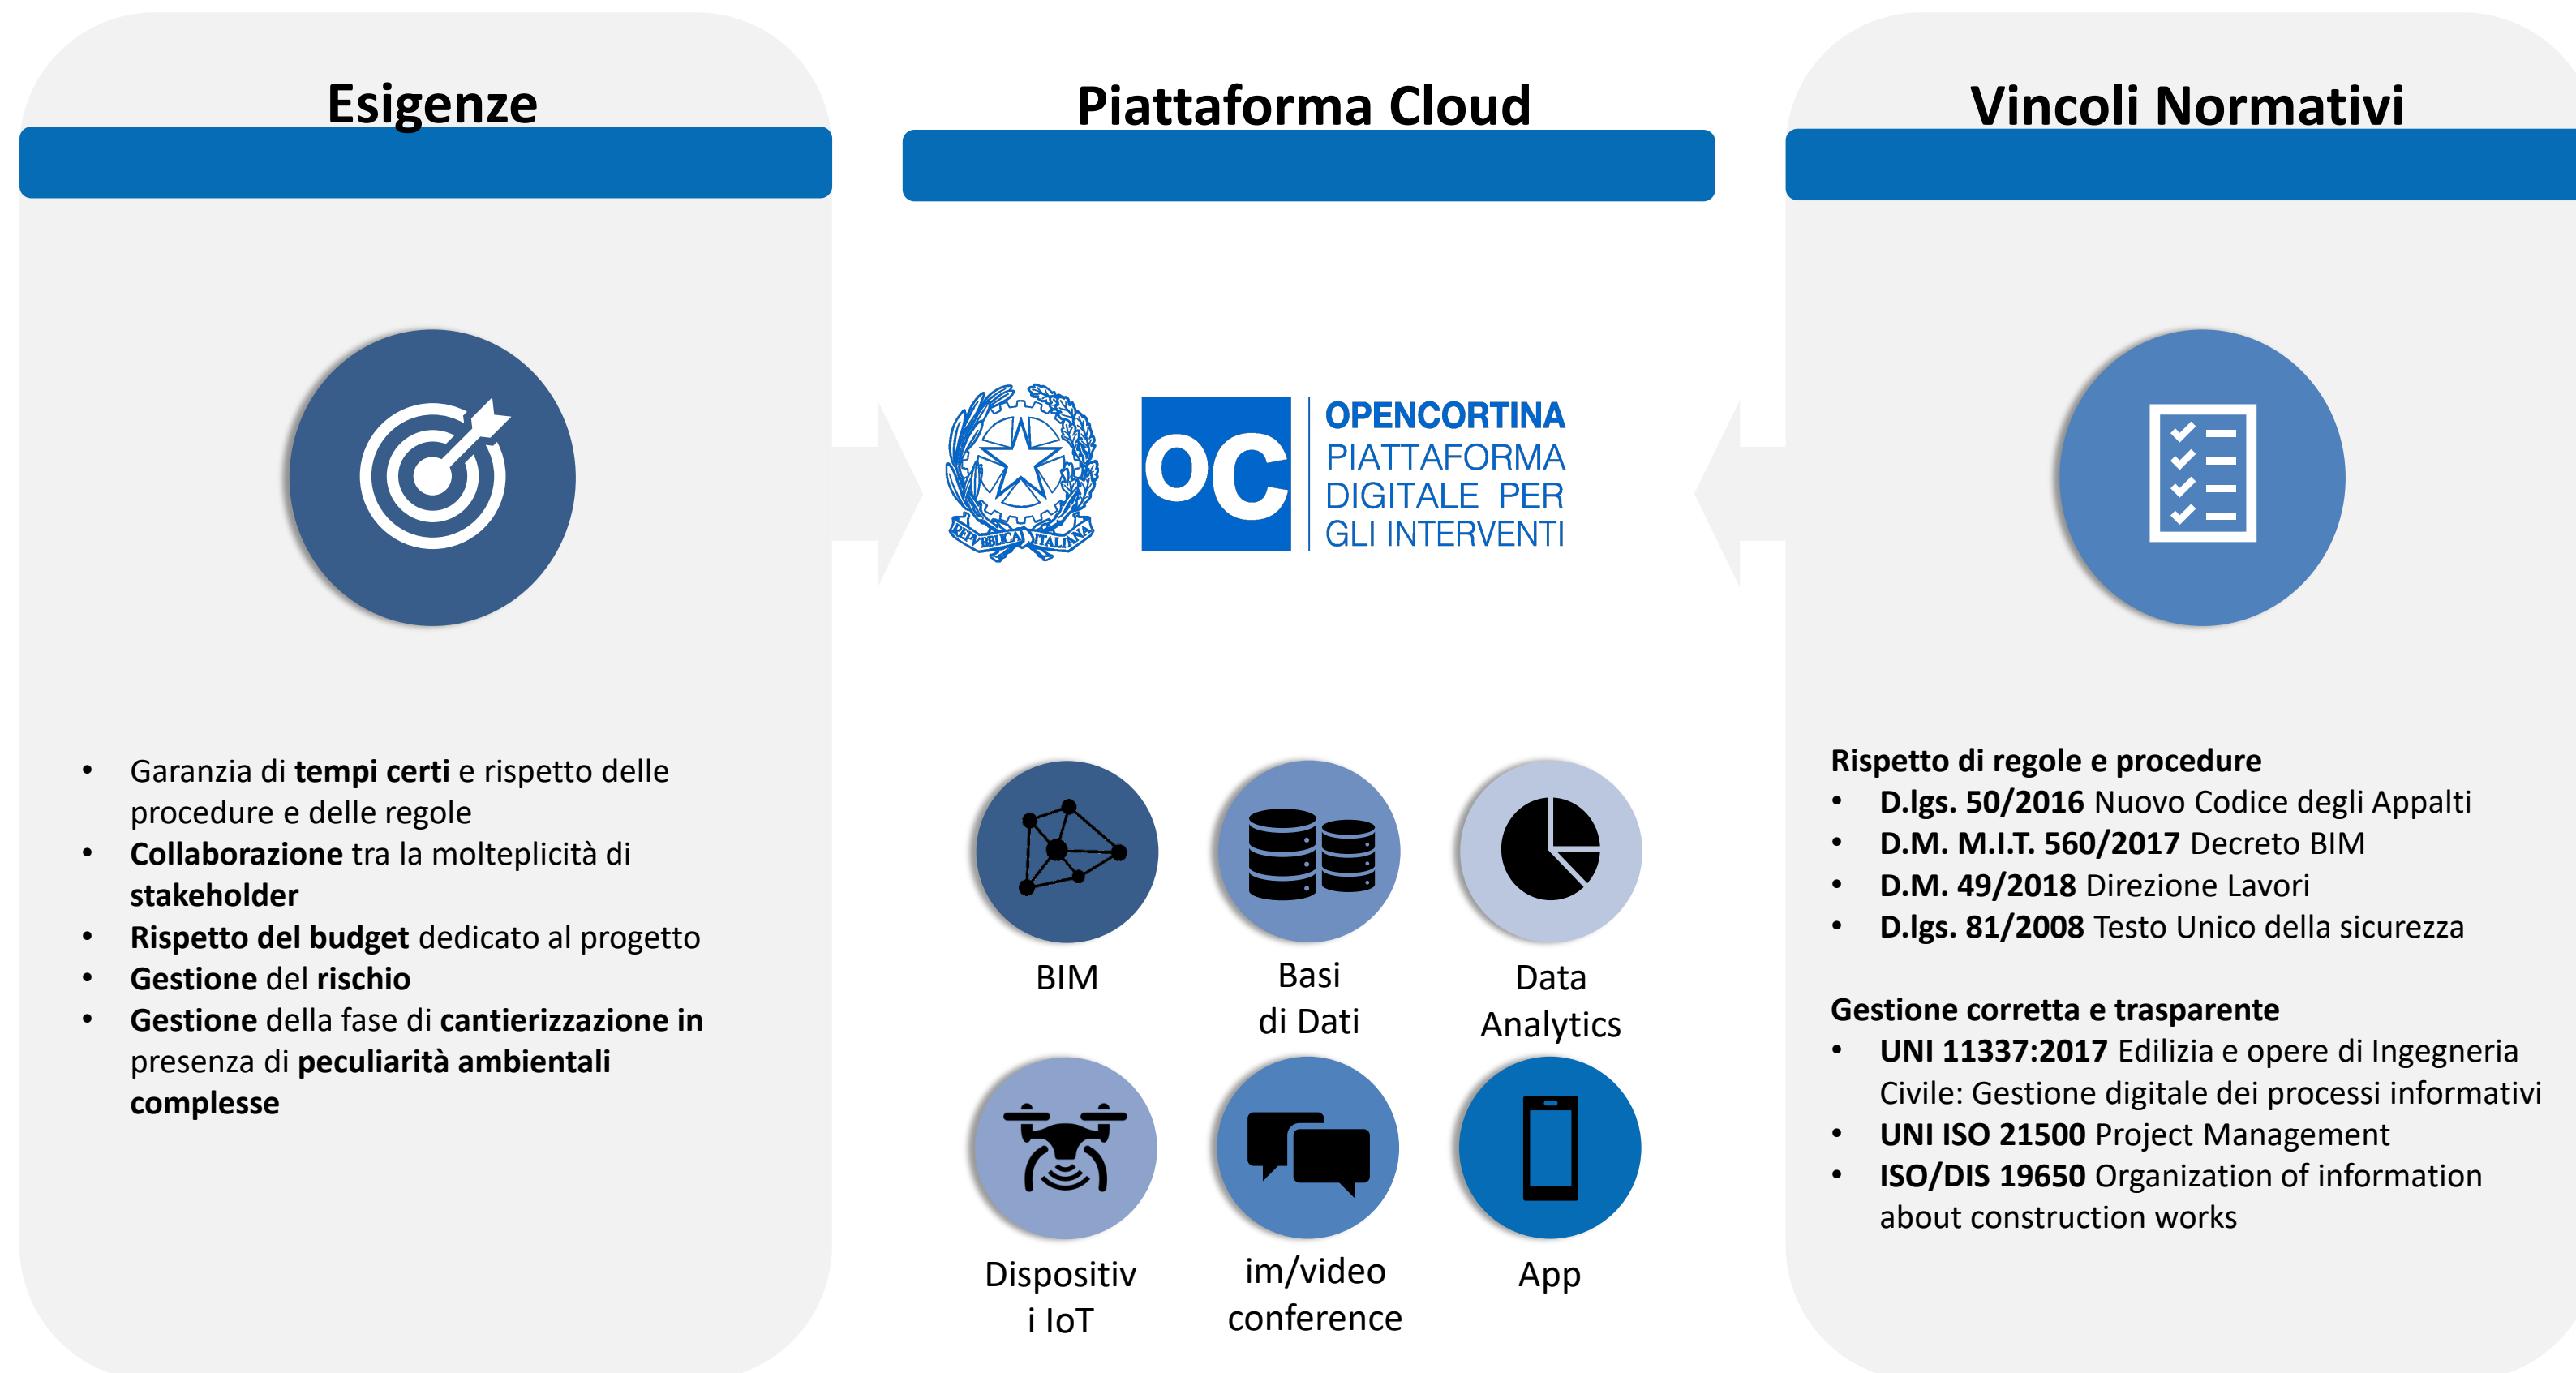 Esigenze
• Garanzia di tempi certi e rispetto delle
procedure e delle regole
• Collaborazione tra la molteplicità di
stakeholder
• Rispetto del budget dedicato al progetto
• Gestione del rischio
• Gestione della fase di cantierizzazione in
presenza di peculiarità ambientali
complesse
Piattaforma Cloud
REPVBBLICA ITALIANA
OC
OPENCORTINA
PIATTAFORMA
DIGITALE PER
GLI INTERVENTI
BIM
Basi
di Dati
Data
Analytics
Dispositiv
i IoT
im/video
conference
App
Vincoli Normativi
Rispetto di regole e procedure
• D.lgs. 50/2016 Nuovo Codice degli Appalti
• D.M. M.I.T. 560/2017 Decreto BIM
• D.M. 49/2018 Direzione Lavori
• D.lgs. 81/2008 Testo Unico della sicurezza
Gestione corretta e trasparente
• UNI 11337:2017 Edilizia e opere di Ingegneria
Civile: Gestione digitale dei processi informativi
• UNI ISO 21500 Project Management
• ISO/DIS 19650 Organization of information
about construction works